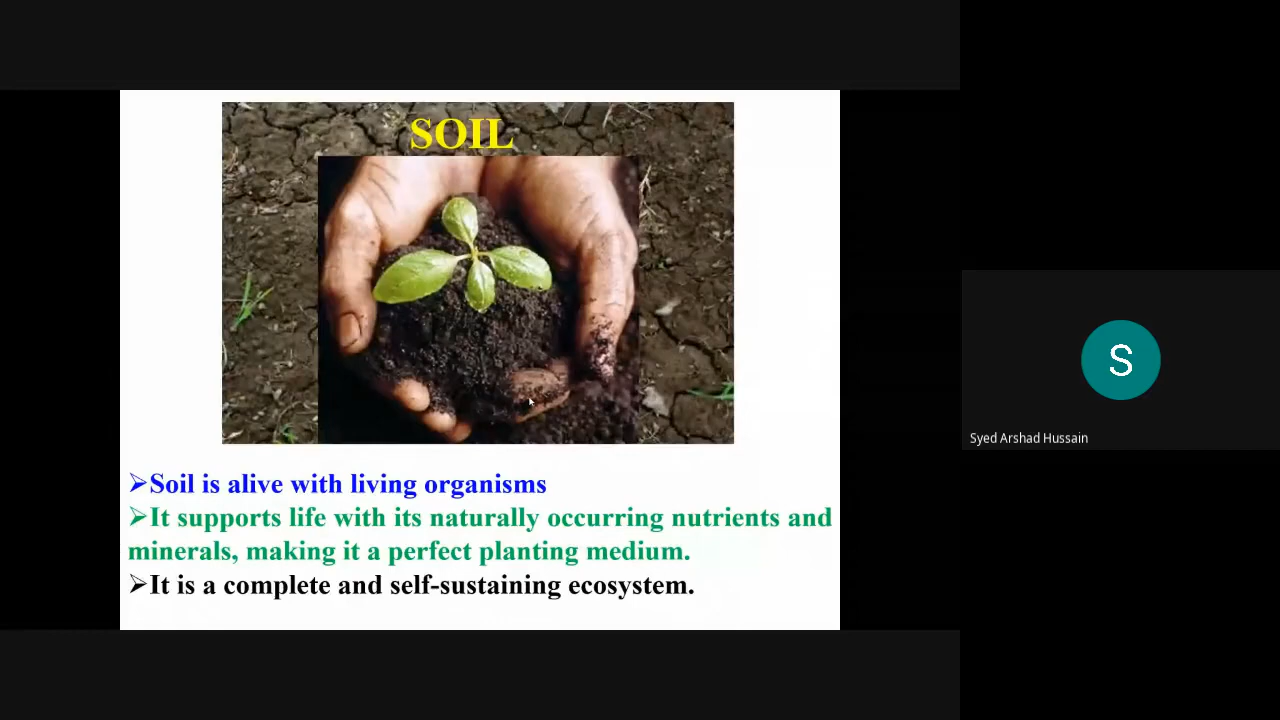 SOIL
➢Soil is alive with living organisms
➢It supports life with its naturally occurring nutrients and
minerals, making it a perfect planting medium.
➢It is a complete and self-sustaining ecosystem.
S
Syed Arshad Hussain